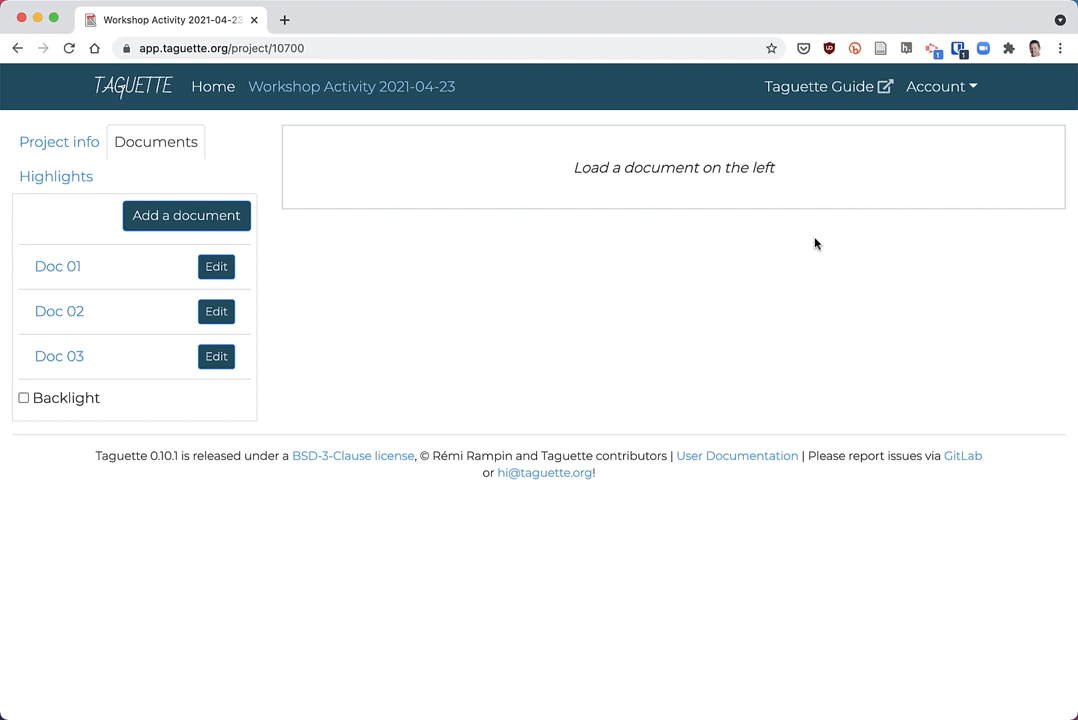 Workshop Activity 2021-04-23
app.taguette.org/project/10700
TAGUETTE Home Workshop Activity 2021-04-23 Taguette Guide Account
Project info Documents
Highlights
Load a document on the left
Add a document
Doc 01 Edit
Doc 02 Edit
Doc 03 Edit
Backlight
Taguette 0.10.1 is released under a BSD-3-Clause license, © Rémi Rampin and Taguette contributors | User Documentation | Please report issues via GitLab
or hi@taguette.org!